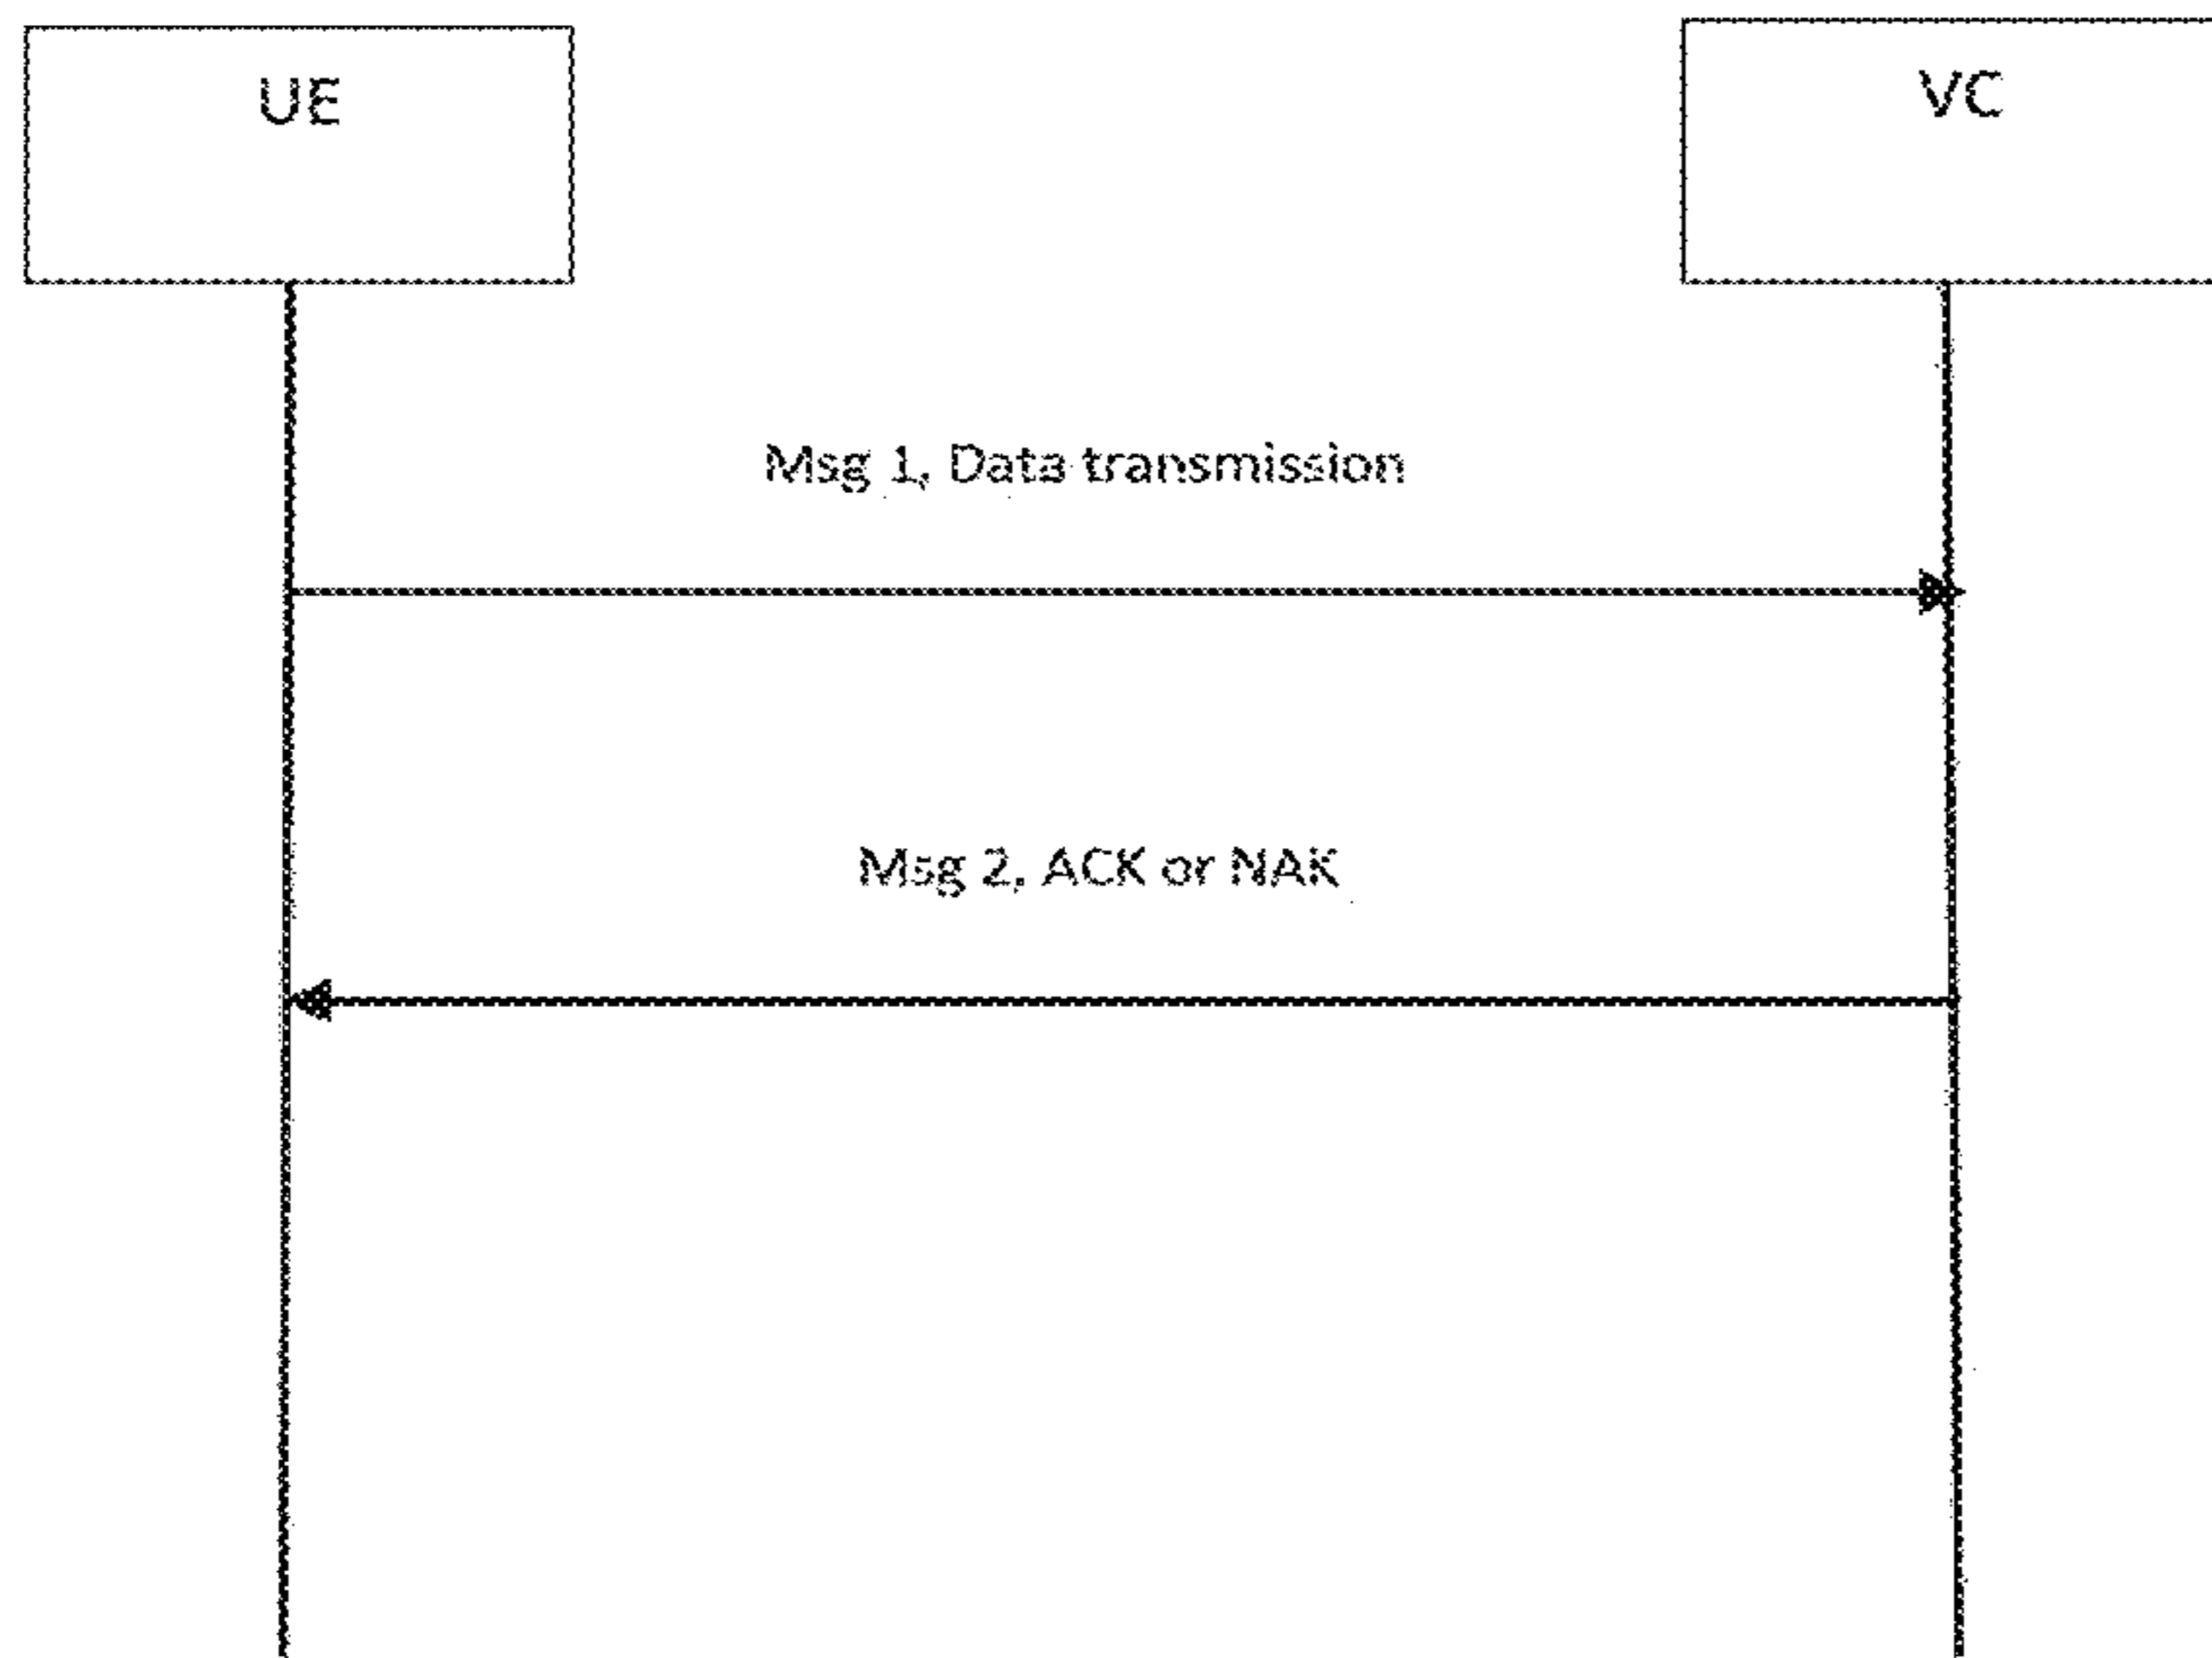 UE
VC
Msg 1, Data transmission
Msg 2, ACK or NAK